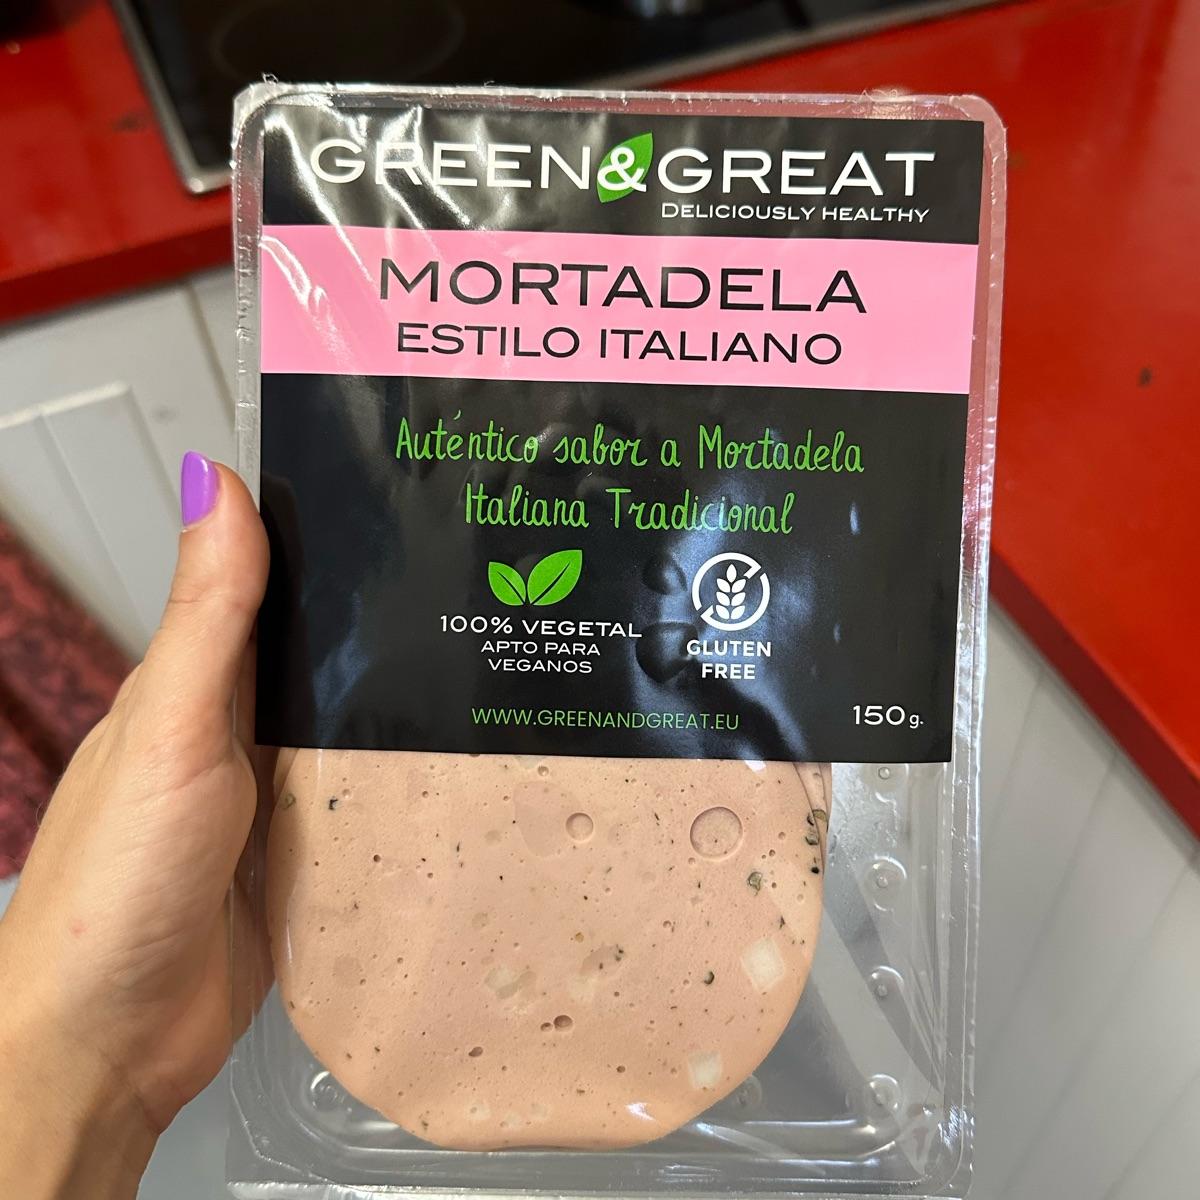 GREEN&GREAT
DELICIOUSLY HEALTHY
MORTADELA
ESTILO ITALIANO
Auténtico sabor a Mortadela
Italiana Tradicional
100% VEGETAL
APTO PARA
VEGANOS
GLUTEN
FREE
WWW.GREENANDGREAT.EU
150g.